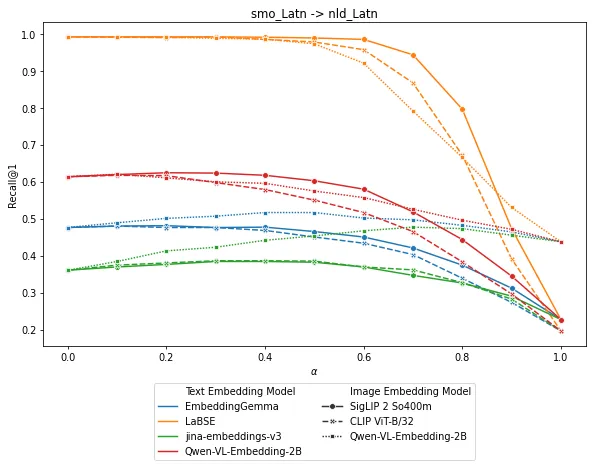 smo_Latn -> nld_Latn
Recall@1
1.0
0.9
0.8
0.7
0.6
0.5
0.4
0.3
0.2
0.0 0.2 0.4 0.6 0.8 1.0
α
Text Embedding Model
EmbeddingGemma
LaBSE
jina-embeddings-v3
Qwen-VL-Embedding-2B
Image Embedding Model
SigLIP 2 So400m
CLIP ViT-B/32
Qwen-VL-Embedding-2B